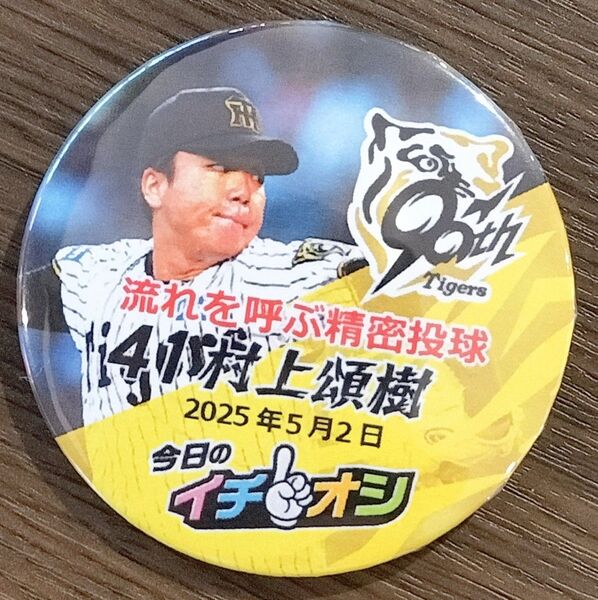 90th
Tigers
流れを呼ぶ精密投球
41 村上頌樹
2025年5月2日
今日の
イチオシ